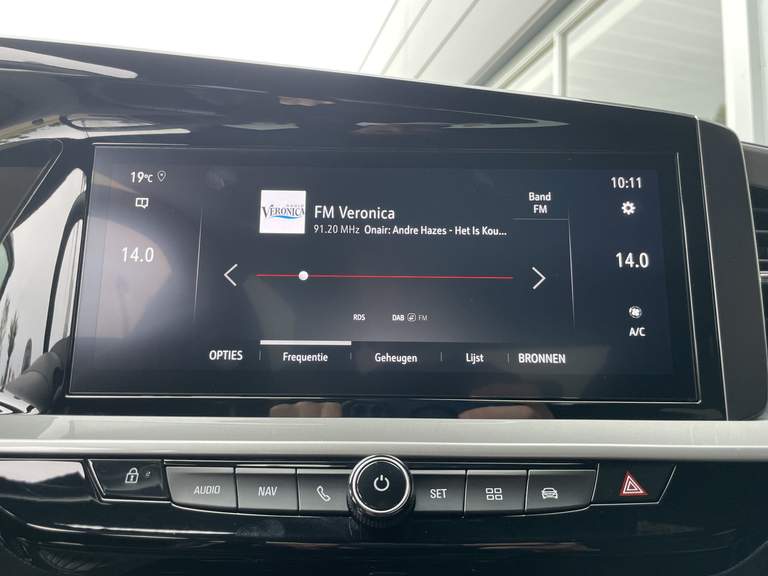 19°C
10:11
RADIO
VERONICA
FM Veronica
91.20 MHz Onair: Andre Hazes - Het Is Kou...
Band
FM
14.0
14.0
RDS
DAB FM
A/C
OPTIES
Frequentie
Geheugen
Lijst
BRONNEN
AUDIO
NAV
SET